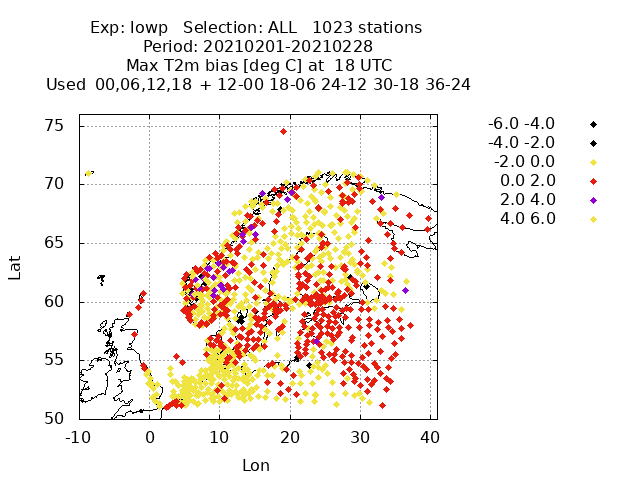 Exp: lowp   Selection: ALL   1023 stations
Period: 20210201-20210228
Max T2m bias [deg C] at  18 UTC
Used  00,06,12,18  + 12-00 18-06 24-12 30-18 36-24
-6.0 -4.0
-4.0 -2.0
-2.0 0.0
0.0 2.0
2.0 4.0
4.0 6.0
75
70
65
60
55
50
Lat
-10 0 10 20 30 40
Lon